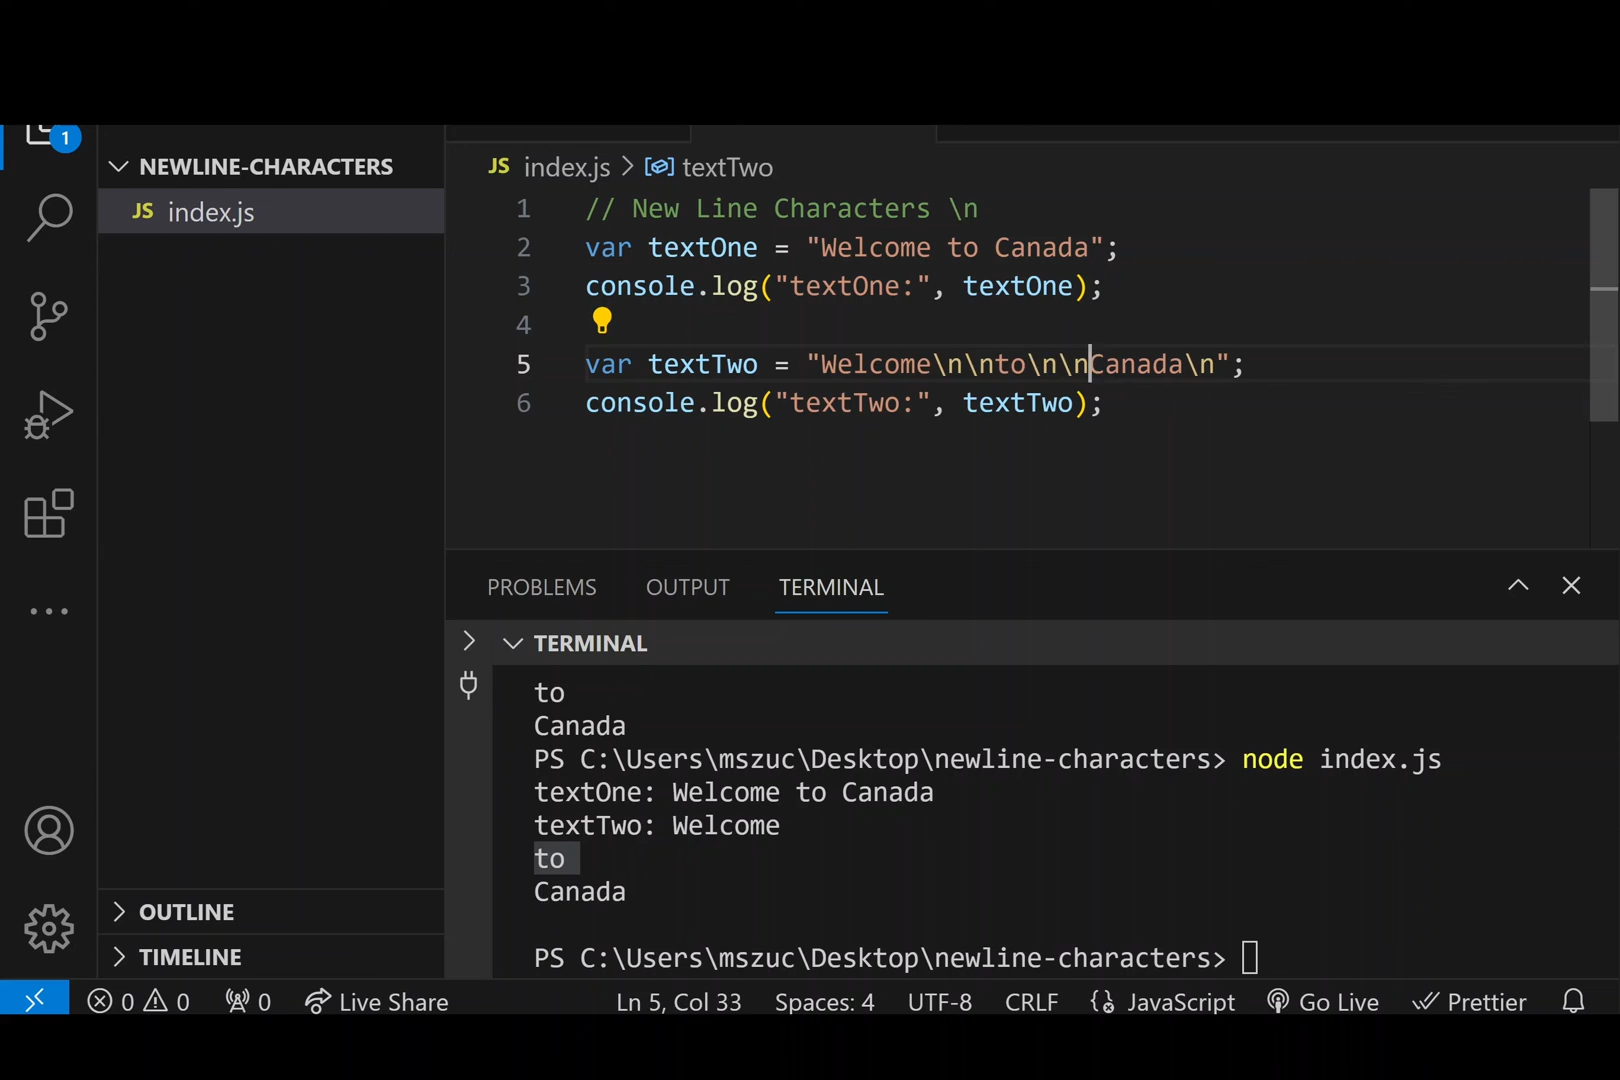 1
NEWLINE-CHARACTERS
JS index.js
JS index.js > textTwo
1 // New Line Characters \n
2 var textOne = "Welcome to Canada";
3 console.log("textOne:", textOne);
4
5 var textTwo = "Welcome\n\nto\n\nCanada\n";
6 console.log("textTwo:", textTwo);
PROBLEMS OUTPUT TERMINAL
TERMINAL
to
Canada
PS C:\Users\mszuc\Desktop\newline-characters> node index.js
textOne: Welcome to Canada
textTwo: Welcome
to
Canada
PS C:\Users\mszuc\Desktop\newline-characters>
OUTLINE
TIMELINE
0 0 0 Live Share Ln 5, Col 33 Spaces: 4 UTF-8 CRLF JavaScript Go Live Prettier